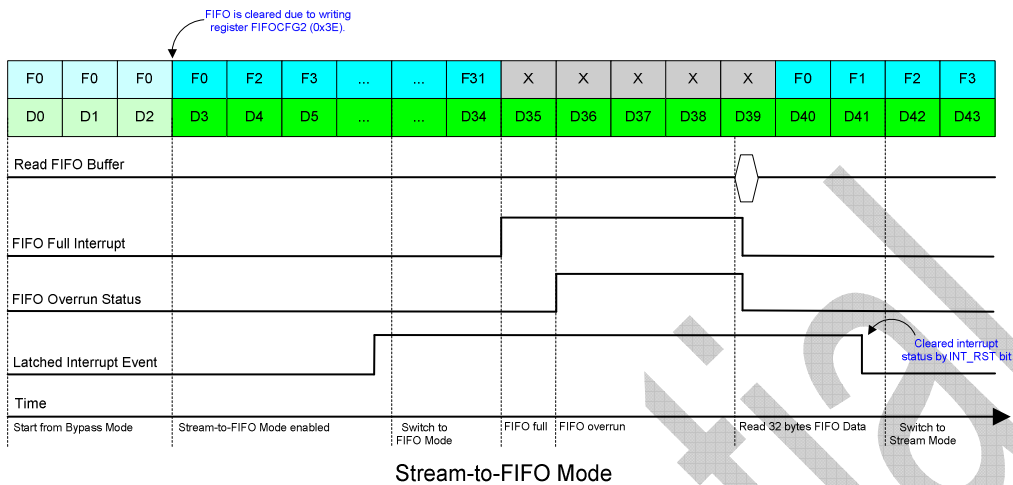 FIFO is cleared due to writing
register FIFOCFG2 (0x3E).
F0 F0 F0 F0 F2 F3 ... ... F31 X X X X X F0 F1 F2 F3
D0 D1 D2 D3 D4 D5 ... ... D34 D35 D36 D37 D38 D39 D40 D41 D42 D43
Read FIFO Buffer
FIFO Full Interrupt
FIFO Overrun Status
Latched Interrupt Event
Cleared interrupt
status by INT_RST bit
Time
Start from Bypass Mode Stream-to-FIFO Mode enabled Switch to FIFO full FIFO overrun Read 32 bytes FIFO Data Switch to
FIFO Mode Stream Mode
Stream-to-FIFO Mode